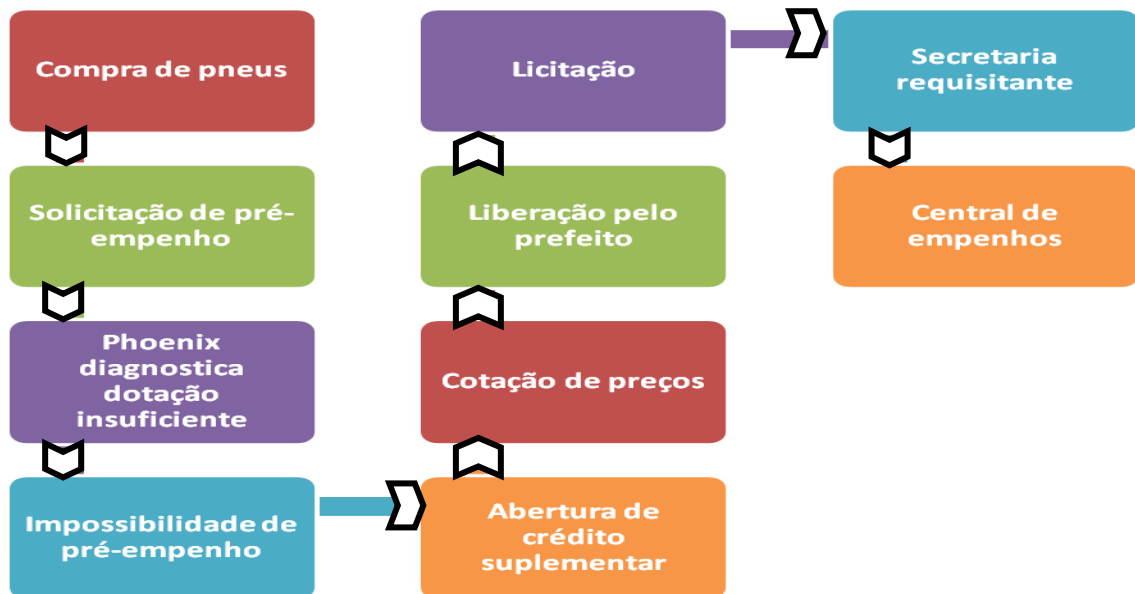 Compra de pneus
Solicitação de pré-
empenho
Phoenix
diagnostica
dotação
insuficiente
Impossibilidade de
pré-empenho
Abertura de
crédito
suplementar
Cotação de preços
Liberação pelo
prefeito
Licitação
Secretaria
requisitante
Central de
empenhos